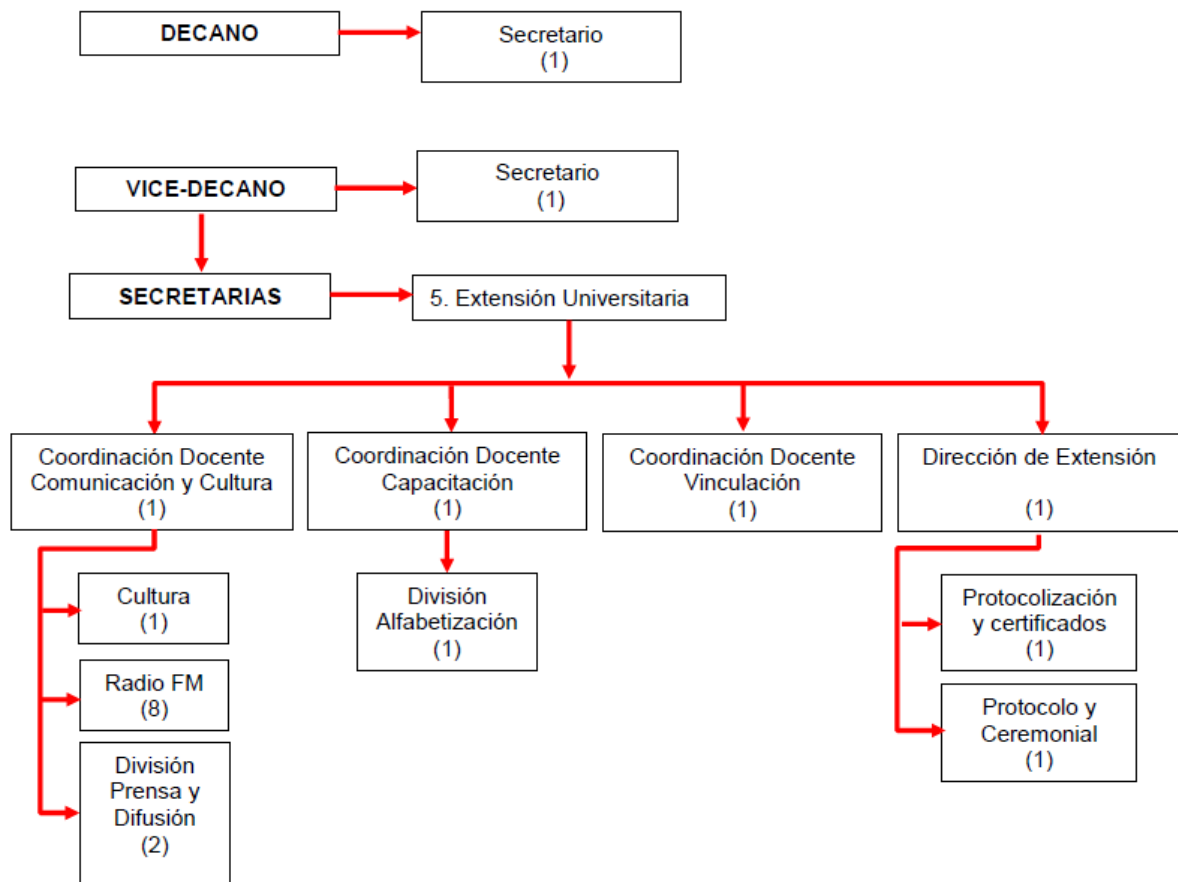 DECANO
Secretario
(1)
VICE-DECANO
Secretario
(1)
SECRETARIAS
5. Extensión Universitaria
Coordinación Docente
Comunicación y Cultura
(1)
Coordinación Docente
Capacitación
(1)
Coordinación Docente
Vinculación
(1)
Dirección de Extensión
(1)
Cultura
(1)
Radio FM
(8)
División
Prensa y
Difusión
(2)
División
Alfabetización
(1)
Protocolización
y certificados
(1)
Protocolo y
Ceremonial
(1)